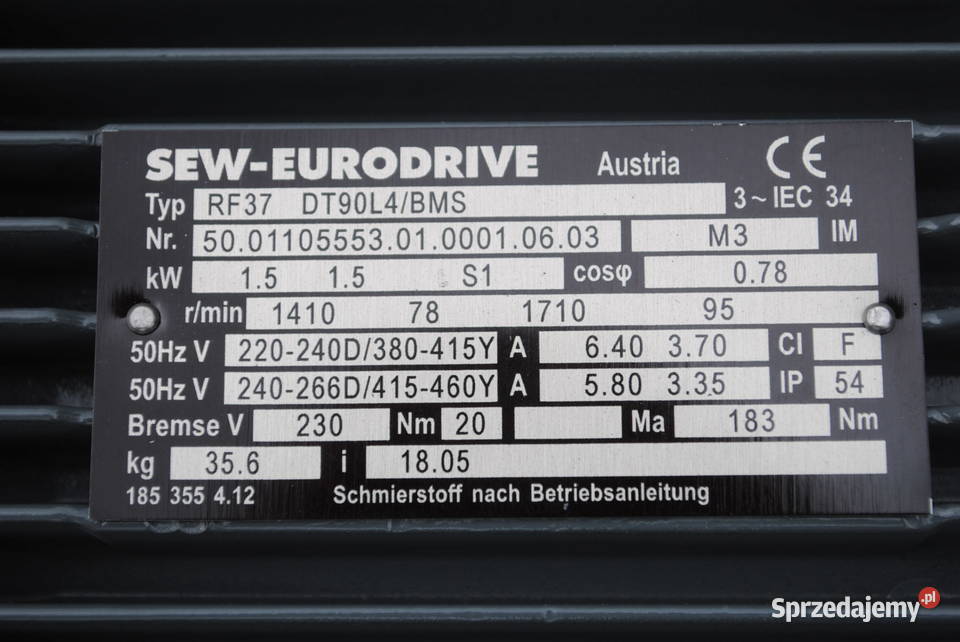 SEW-EURODRIVE Austria CE
Typ RF37 DT90L4/BMS 3~IEC 34
Nr. 50.01105553.01.0001.06.03 M3 IM
kW 1.5 1.5 S1 cosφ 0.78
r/min 1410 78 1710 95
50Hz V 220-240D/380-415Y A 6.40 3.70 Cl F
50Hz V 240-266D/415-460Y A 5.80 3.35 IP 54
Bremse V 230 Nm 20 Ma 183 Nm
kg 35.6 i 18.05
185 355 4.12 Schmierstoff nach Betriebsanleitung
Sprzedajemy.pl